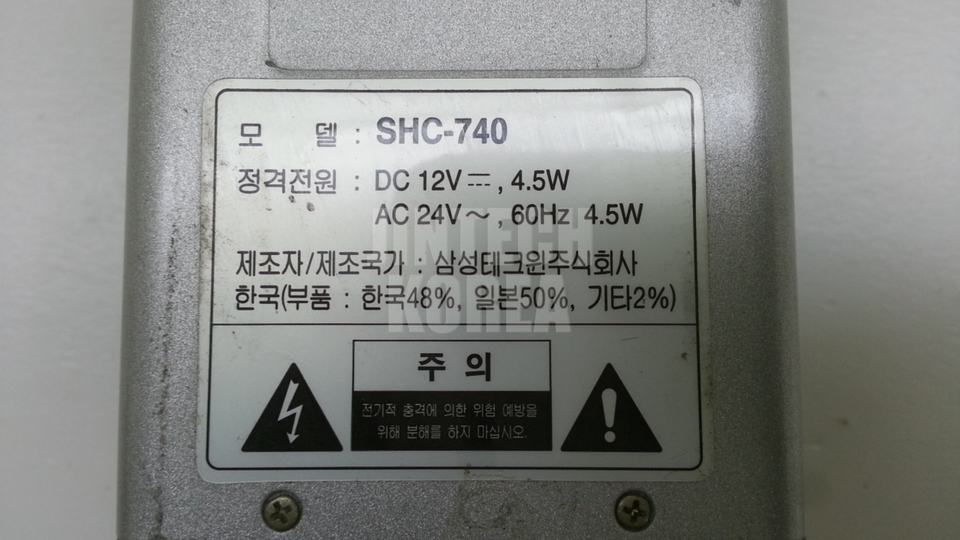 모 델 : SHC-740
정격전원 : DC 12V⎓, 4.5W
AC 24V～, 60Hz 4.5W
제조자/제조국가 : 삼성테크윈주식회사
한국(부품 : 한국48%, 일본50%, 기타2%)
UNTECH
KOREA
주 의
전기적 충격에 의한 위험 예방을
위해 분해를 하지 마십시오.